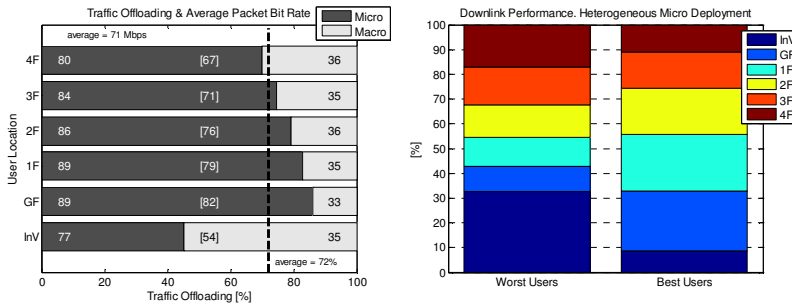 Traffic Offloading & Average Packet Bit Rate
Micro
Macro
average = 71 Mbps
User Location
4F
80 [67] 36
3F
84 [71] 35
2F
86 [76] 36
1F
89 [79] 35
GF
89 [82] 33
InV
77 [54] 35
average = 72%
0 20 40 60 80 100
Traffic Offloading [%]
Downlink Performance. Heterogeneous Micro Deployment
InV
GF
1F
2F
3F
4F
[%]
100
90
80
70
60
50
40
30
20
10
0
Worst Users Best Users